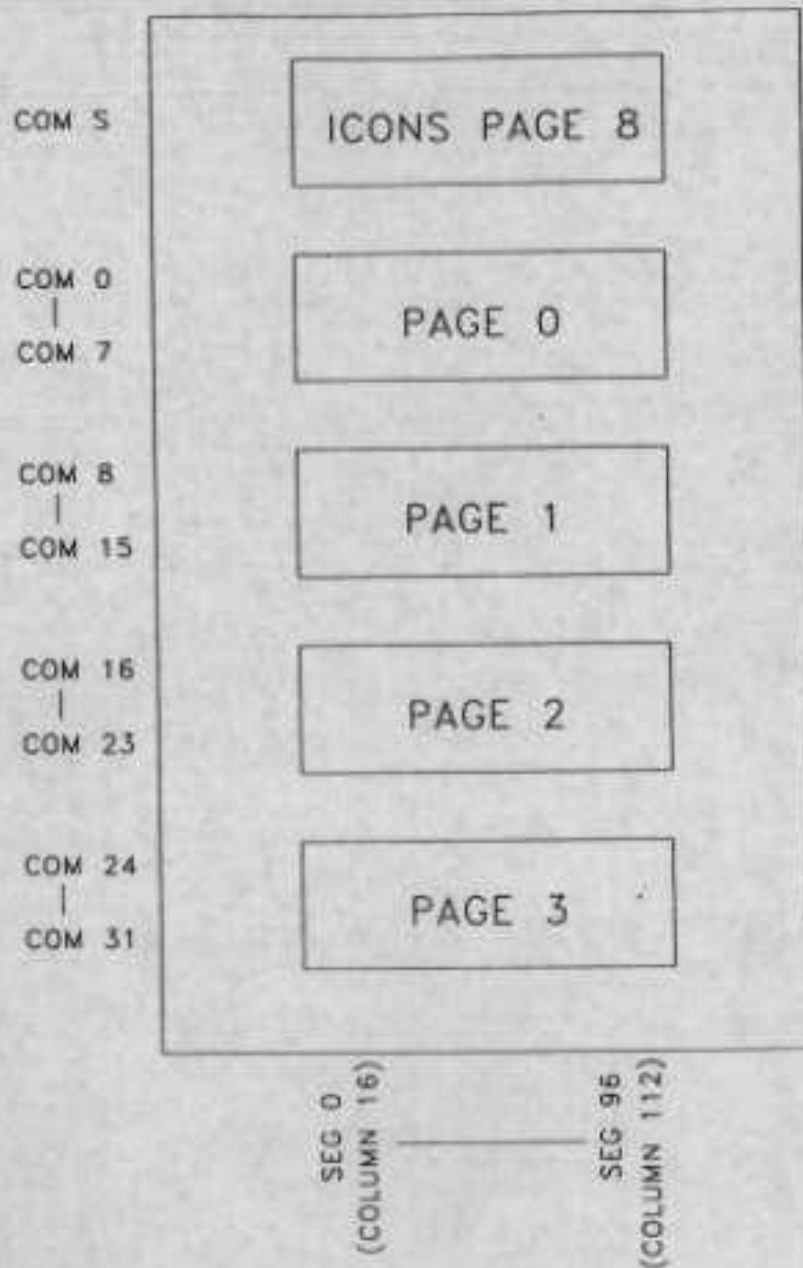 COM S
ICONS PAGE 8
COM 0
|
COM 7
PAGE 0
COM 8
|
COM 15
PAGE 1
COM 16
|
COM 23
PAGE 2
COM 24
|
COM 31
PAGE 3
SEG 0
(COLUMN 16)
SEG 96
(COLUMN 112)